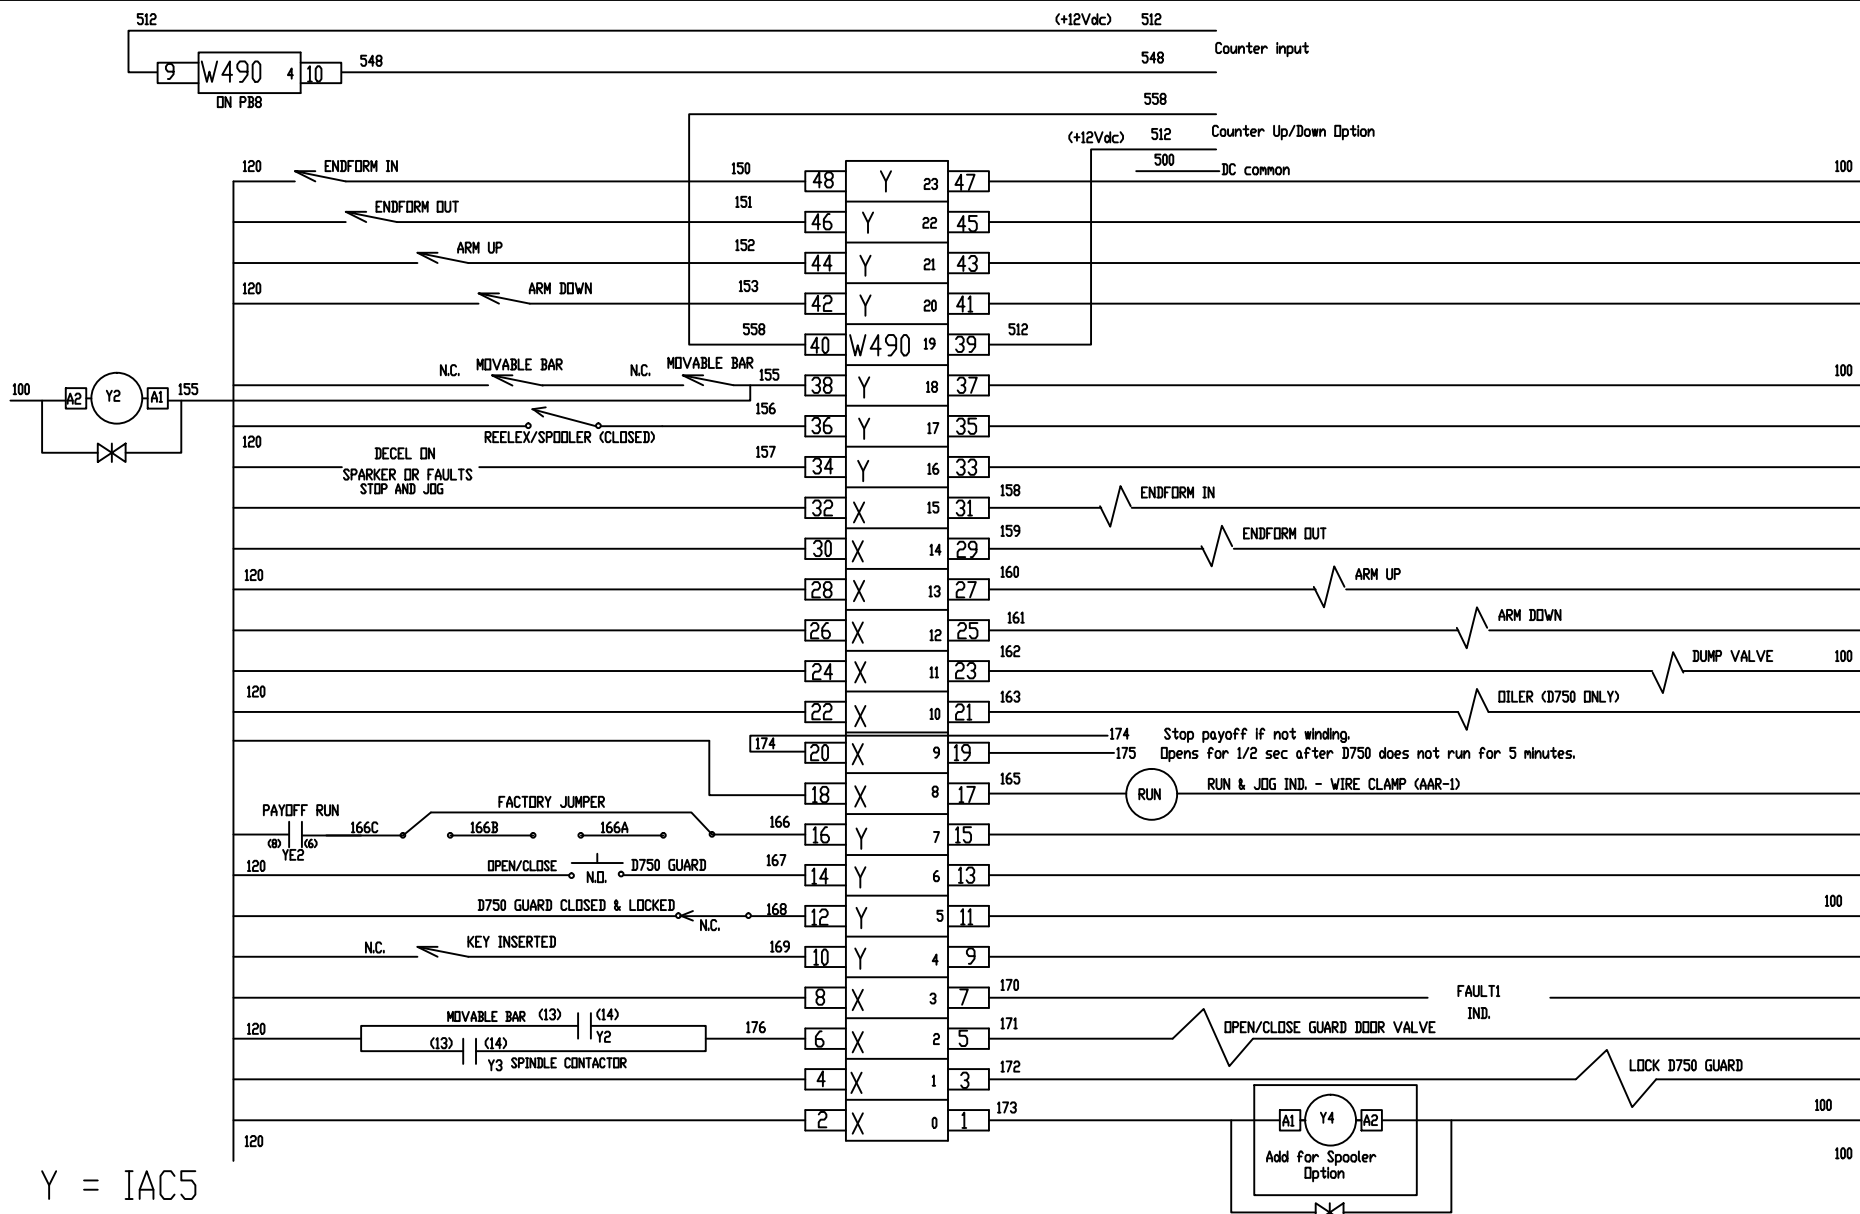 512 (+12Vdc) 512
Counter input
9 W490 4 10 548 548
ON PB8
558
(+12Vdc) 512 Counter Up/Down Option
500 DC common
120 ENDFORM IN 150 48 Y 23 47 100
ENDFORM OUT 151 46 Y 22 45
ARM UP 152 44 Y 21 43
120 ARM DOWN 153 42 Y 20 41
558 40 W490 19 39 512
N.C. MOVABLE BAR N.C. MOVABLE BAR 155 38 Y 18 37 100
100 A2 Y2 A1 155
156 36 Y 17 35
120 REELEX/SPOOLER (CLOSED)
DECEL ON 157 34 Y 16 33
SPARKER OR FAULTS
STOP AND JOG
32 X 15 31 158 ENDFORM IN
30 X 14 29 159 ENDFORM OUT
120 28 X 13 27 160 ARM UP
26 X 12 25 161 ARM DOWN
24 X 11 23 162 DUMP VALVE 100
120 22 X 10 21 163 OILER (D750 ONLY)
174 Stop payoff if not winding.
174 20 X 9 19 175 Opens for 1/2 sec after D750 does not run for 5 minutes.
18 X 8 17 165 RUN RUN & JOG IND. - WIRE CLAMP (AAR-1)
PAYOFF RUN FACTORY JUMPER
166C 166B 166A 166 16 Y 7 15
(8) (6)
YE2
120 OPEN/CLOSE N.O. D750 GUARD 167 14 Y 6 13
D750 GUARD CLOSED & LOCKED N.C. 168 12 Y 5 11 100
N.C. KEY INSERTED 169 10 Y 4 9
8 X 3 7 170 FAULT1
IND.
MOVABLE BAR (13) (14)
120 Y2 176 6 X 2 5 171 OPEN/CLOSE GUARD DOOR VALVE
(13) (14)
Y3 SPINDLE CONTACTOR
4 X 1 3 172 LOCK D750 GUARD
2 X 0 1 173 A1 Y4 A2 100
120 Add for Spooler 100
Option
Y = IAC5